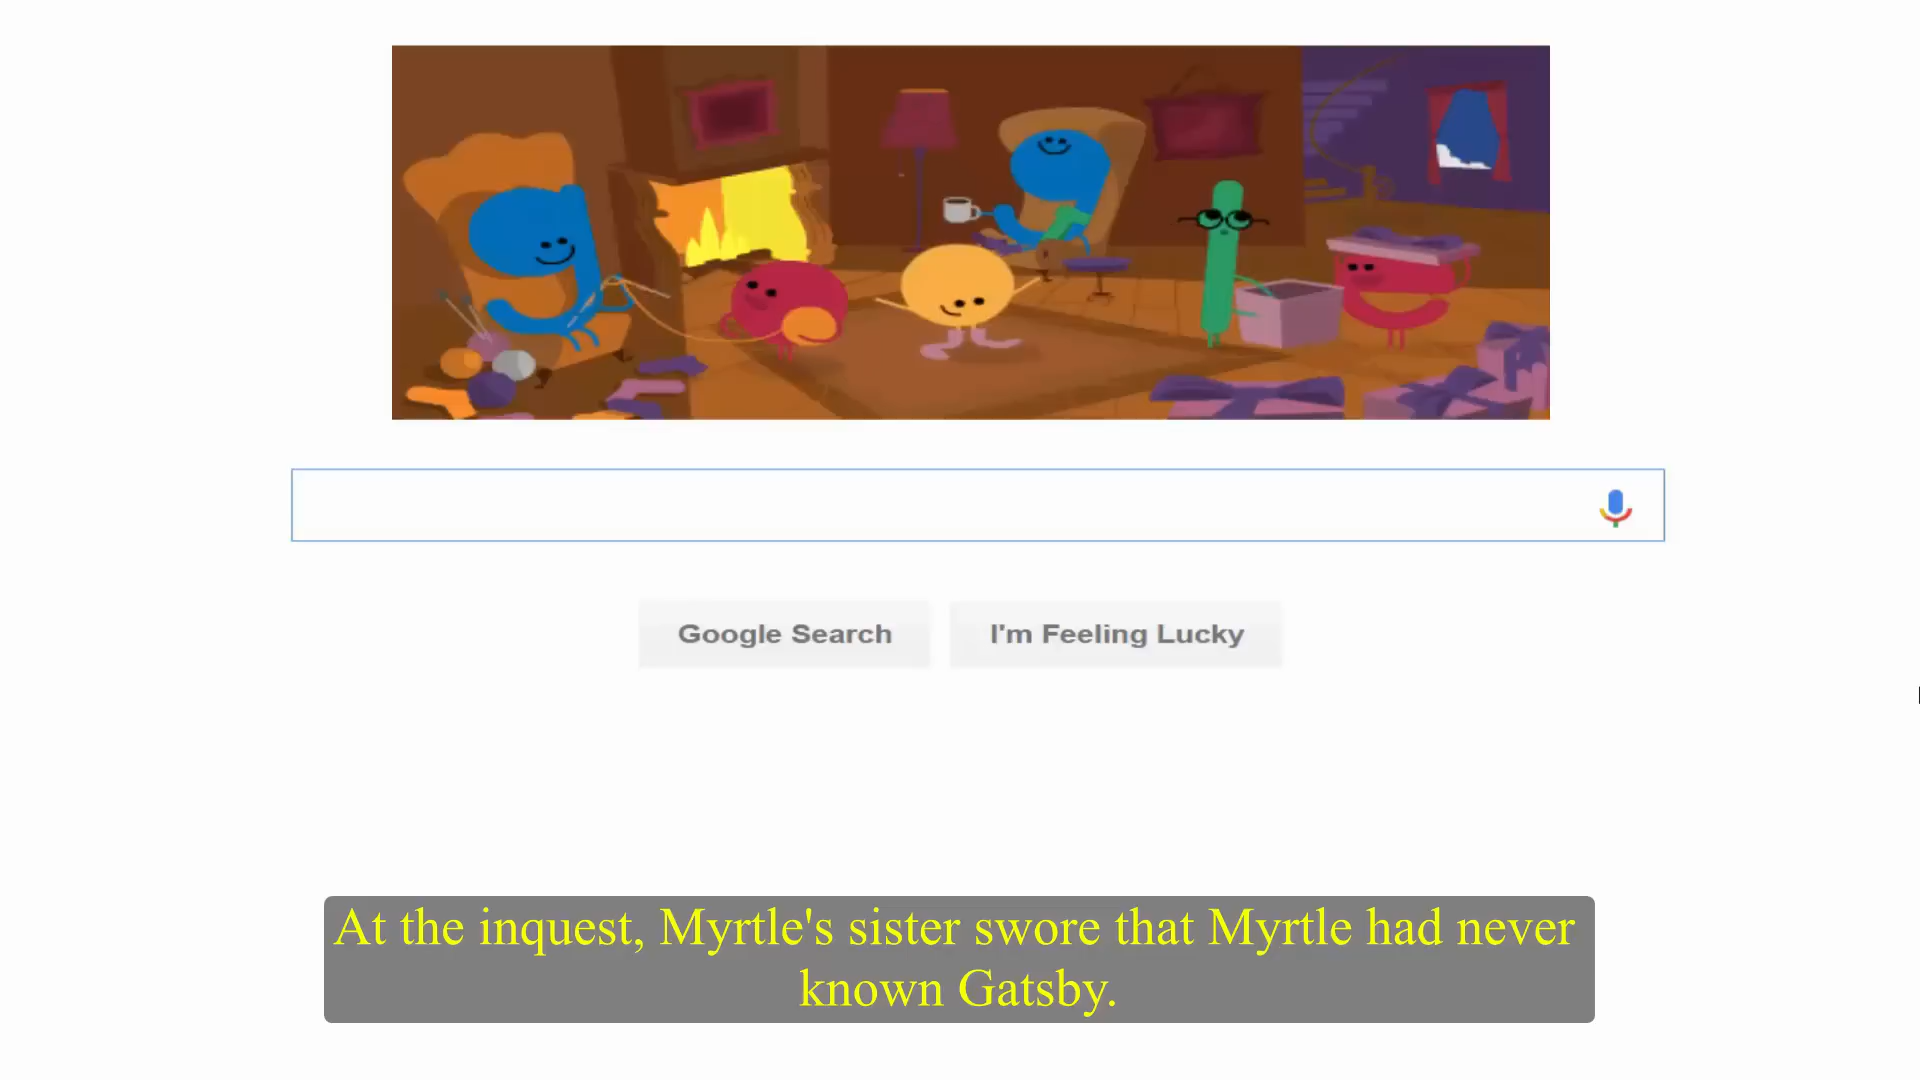 Google Search
I'm Feeling Lucky
At the inquest, Myrtle's sister swore that Myrtle had never
known Gatsby.